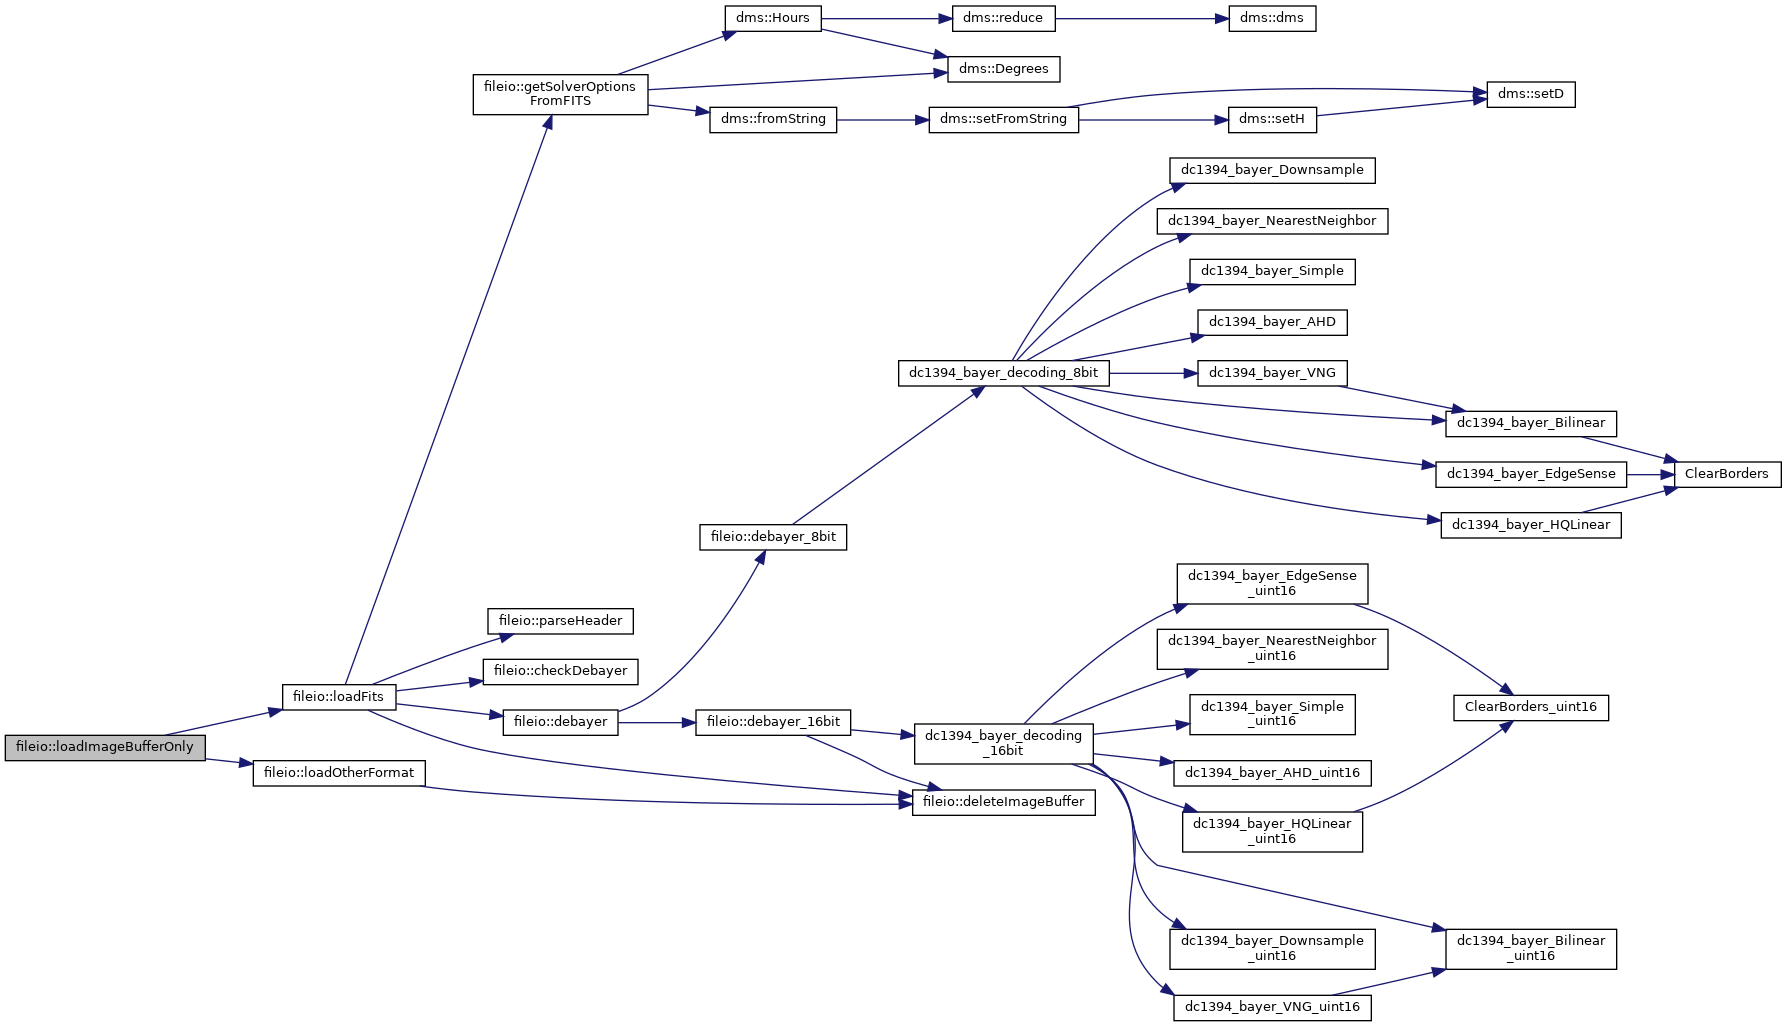 dms::Hours
dms::reduce
dms::dms
dms::Degrees
fileio::getSolverOptions
FromFITS
dms::setD
dms::fromString
dms::setFromString
dms::setH
dc1394_bayer_Downsample
dc1394_bayer_NearestNeighbor
dc1394_bayer_Simple
dc1394_bayer_AHD
dc1394_bayer_decoding_8bit
dc1394_bayer_VNG
dc1394_bayer_Bilinear
dc1394_bayer_EdgeSense
ClearBorders
dc1394_bayer_HQLinear
fileio::debayer_8bit
dc1394_bayer_EdgeSense
_uint16
fileio::parseHeader
dc1394_bayer_NearestNeighbor
_uint16
fileio::checkDebayer
fileio::loadFits
dc1394_bayer_Simple
_uint16
ClearBorders_uint16
fileio::debayer
fileio::debayer_16bit
dc1394_bayer_decoding
_16bit
fileio::loadImageBufferOnly
fileio::loadOtherFormat
dc1394_bayer_AHD_uint16
fileio::deleteImageBuffer
dc1394_bayer_HQLinear
_uint16
dc1394_bayer_Downsample
_uint16
dc1394_bayer_Bilinear
_uint16
dc1394_bayer_VNG_uint16